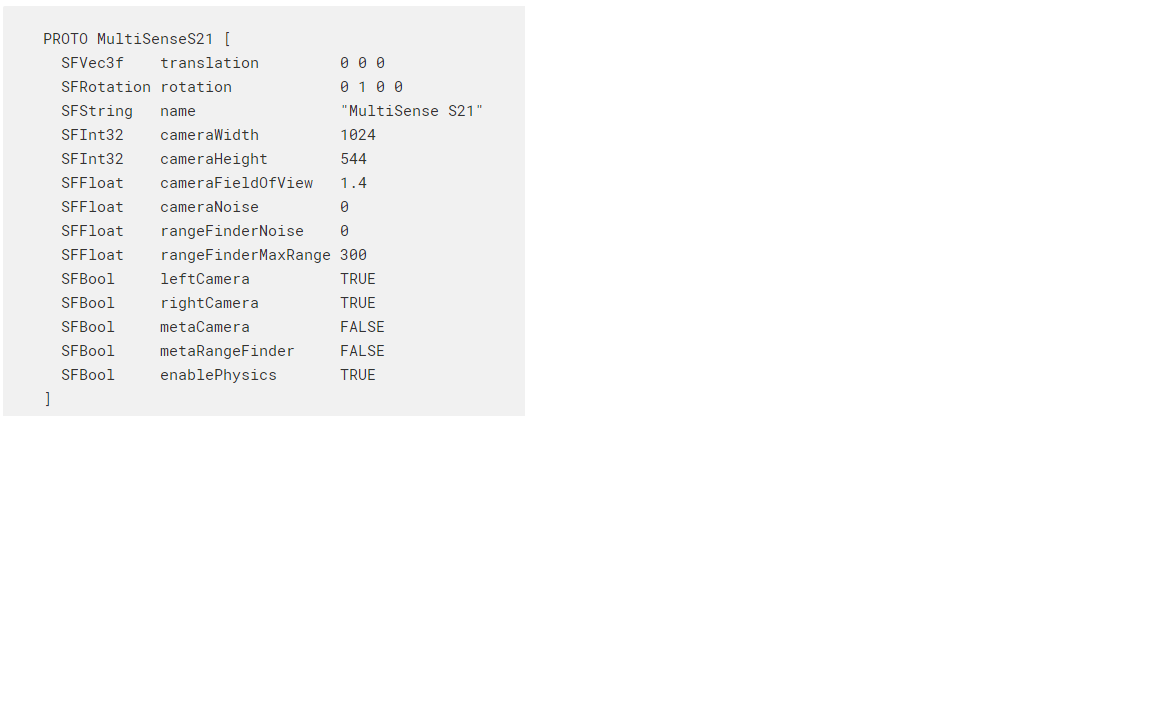 PROTO MultiSenseS21 [
  SFVec3f    translation         0 0 0
  SFRotation rotation            0 1 0 0
  SFString   name                "MultiSense S21"
  SFInt32    cameraWidth         1024
  SFInt32    cameraHeight        544
  SFFloat    cameraFieldOfView   1.4
  SFFloat    cameraNoise         0
  SFFloat    rangeFinderNoise    0
  SFFloat    rangeFinderMaxRange 300
  SFBool     leftCamera          TRUE
  SFBool     rightCamera         TRUE
  SFBool     metaCamera          FALSE
  SFBool     metaRangeFinder     FALSE
  SFBool     enablePhysics       TRUE
]